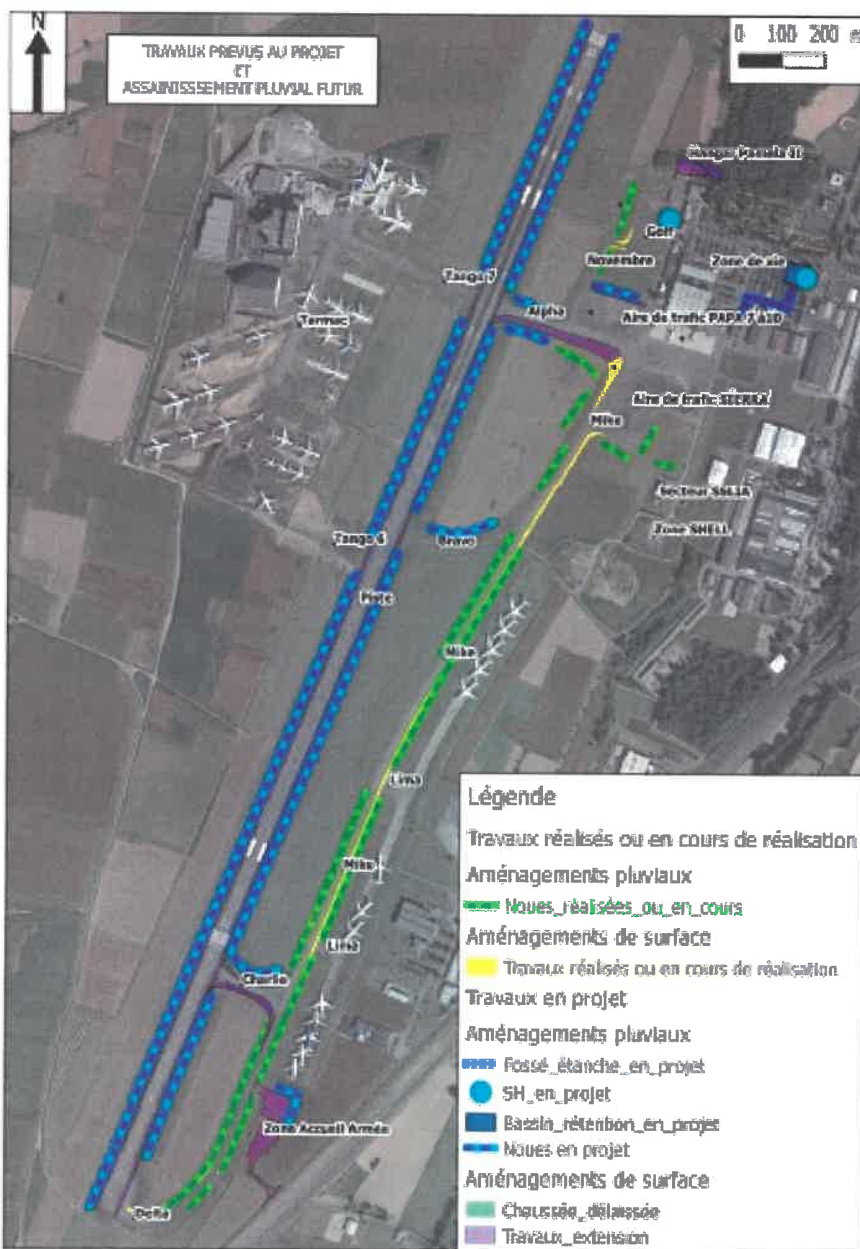 N
TRAVAUX PREVUS AU PROJET
ET
ASSAINISSSEMENT PLUVIAL FUTUR
0 100 200 m
Golf
Novembre
Zone de vie
Tango 7
Alpha
Aire de trafic PAPA 7 à10
Tarmac
Aire de trafic SIERRA
Mike
Secteur SSLIA
Zone SHELL
Tango 6
Bravo
Piste
Mike
Lima
Mike
Lima
Charlie
Zone Accueil Armée
Delta
Légende
Travaux réalisés ou en cours de réalisation
Aménagements pluviaux
Noues_réalisées_ou_en_cours
Aménagements de surface
Travaux réalisés ou en cours de réalisation
Travaux en projet
Aménagements pluviaux
Fossé_étanche_en_projet
SH_en_projet
Bassin_rétention_en_projet
Noues en projet
Aménagements de surface
Chaussée_délaissée
Travaux_extension